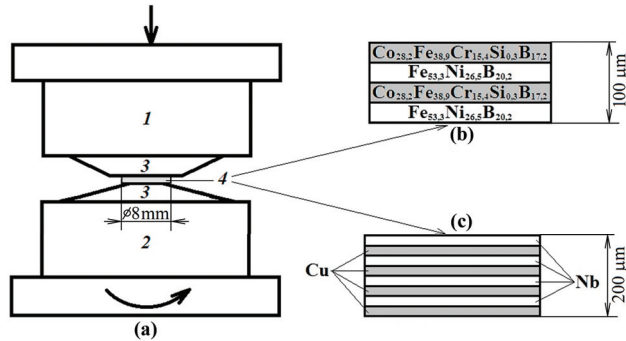 1
3
4
3
⌀8mm
2
(a)
Co28,2Fe38,9Cr15,4Si0,3B17,2
Fe53,3Ni26,5B20,2
Co28,2Fe38,9Cr15,4Si0,3B17,2
Fe53,3Ni26,5B20,2
100 μm
(b)
(c)
Cu
Nb
200 μm